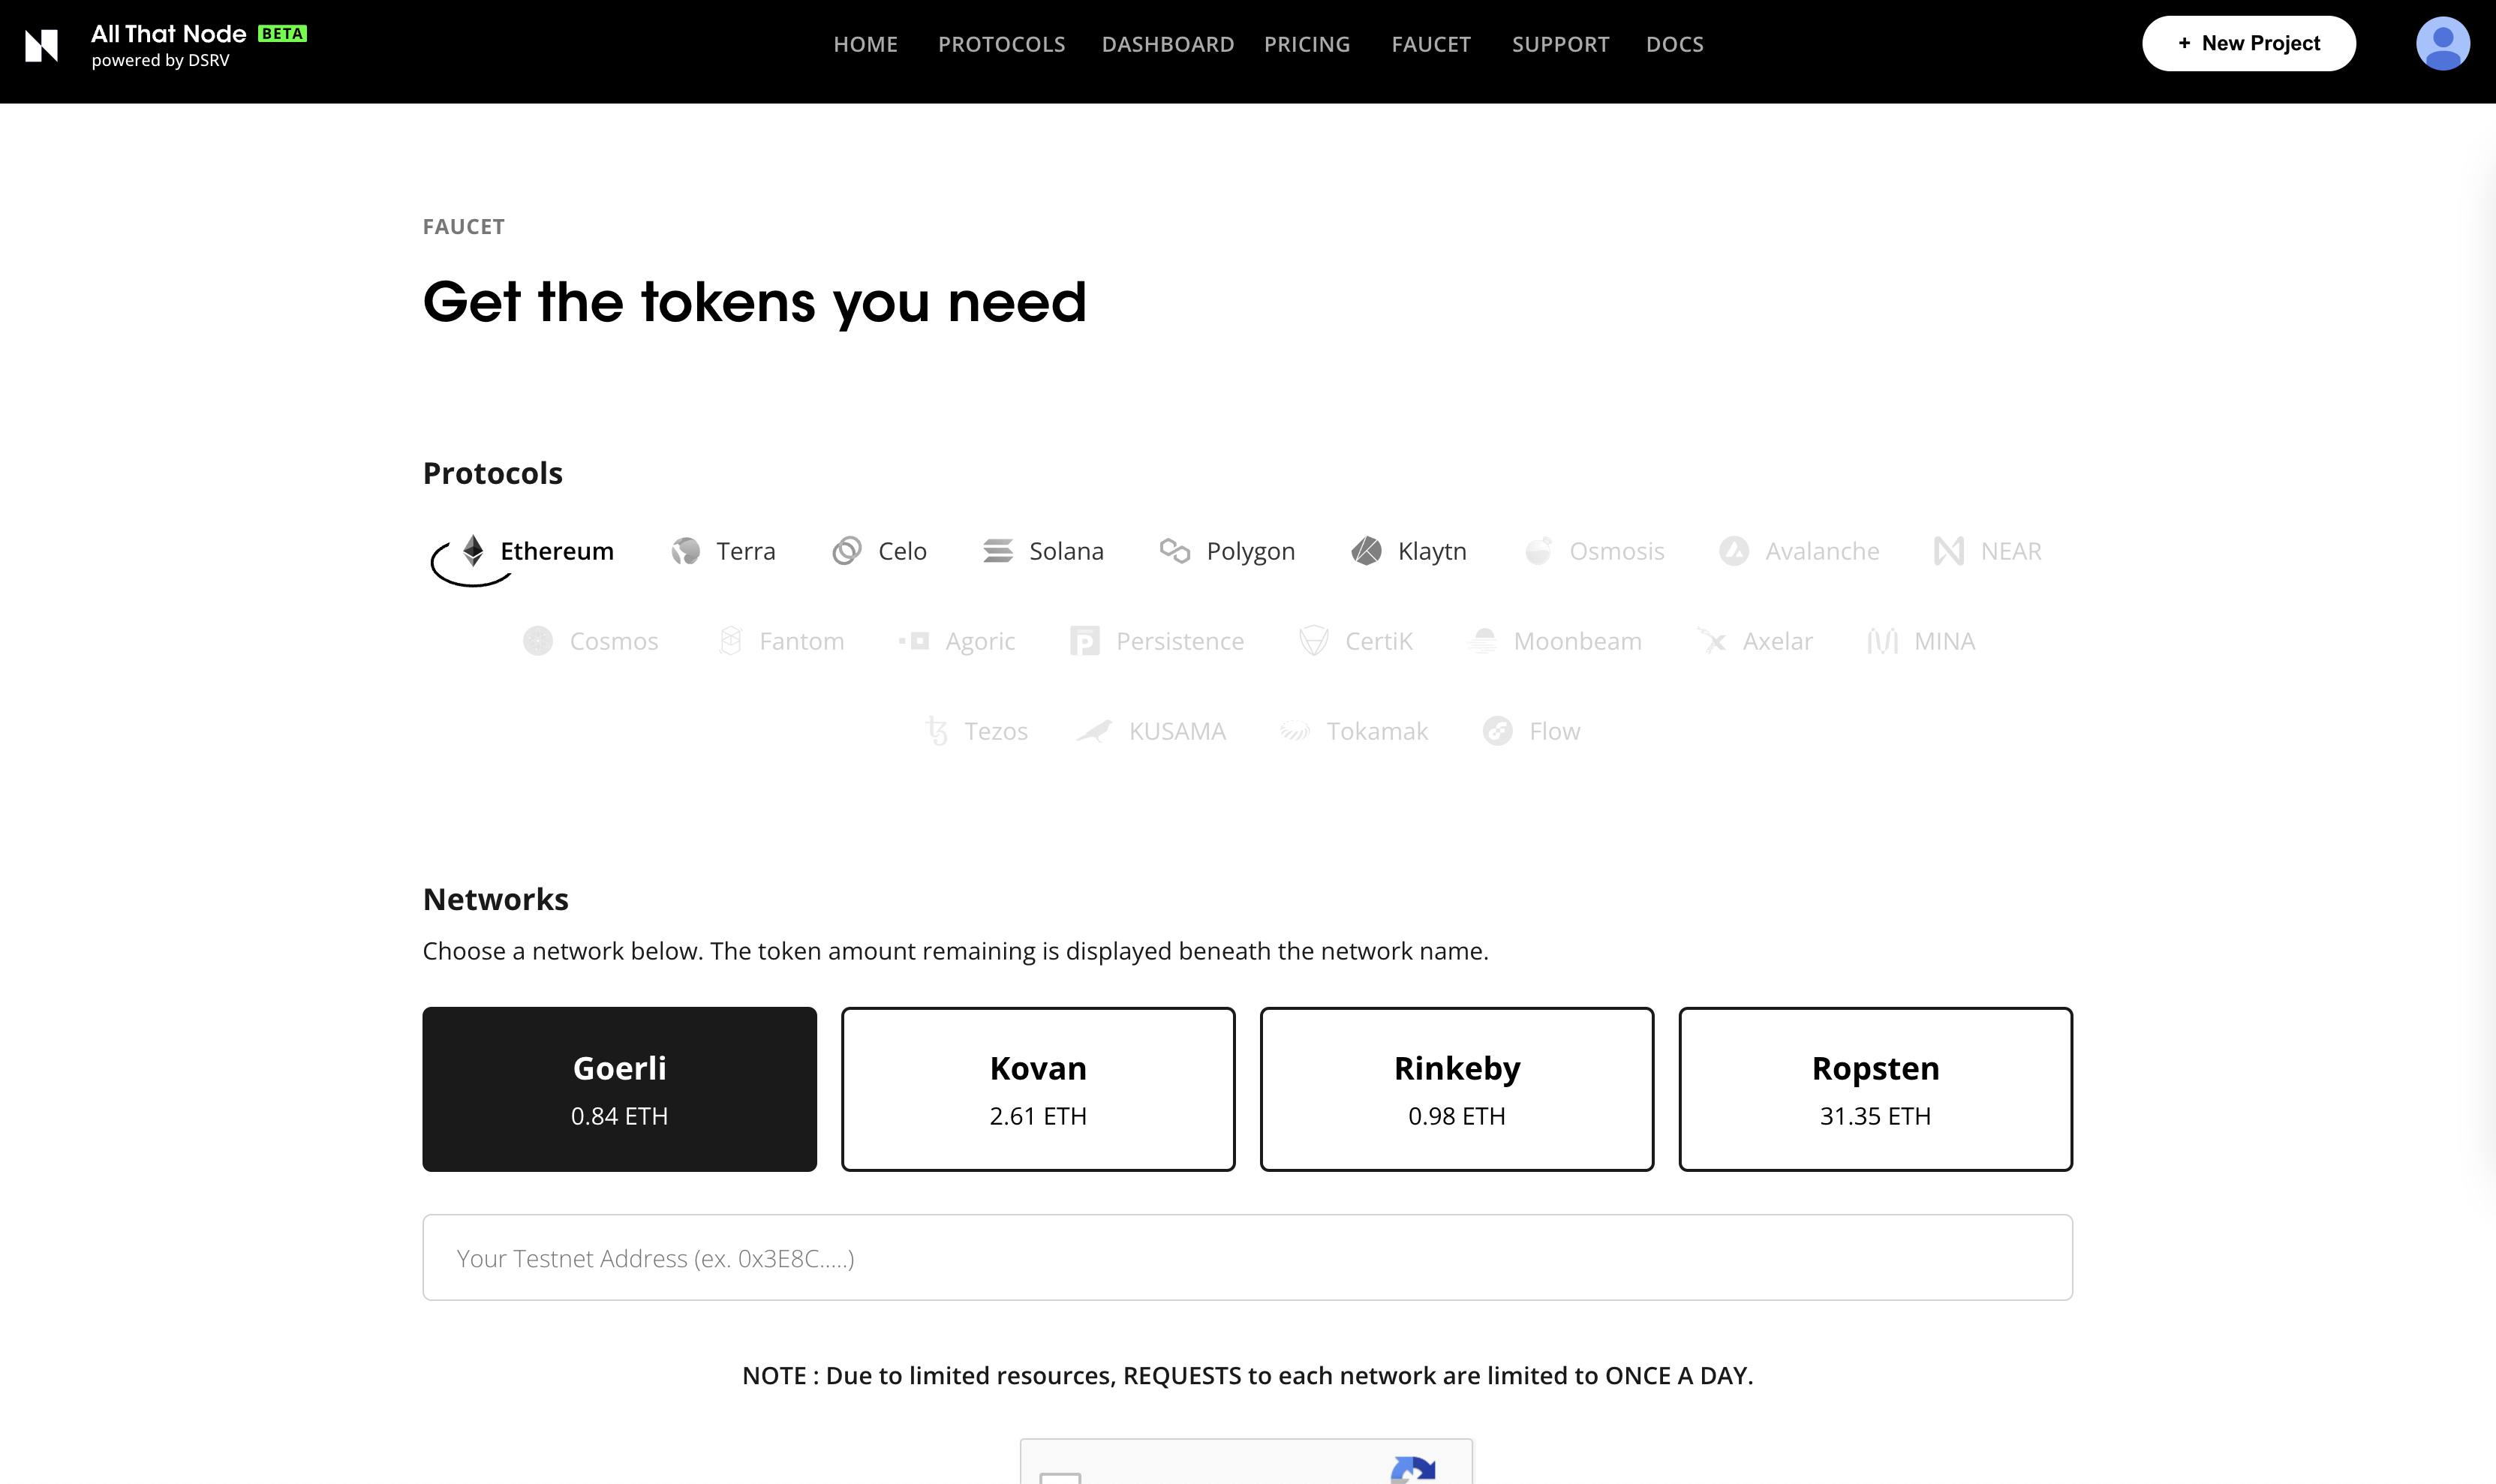 All That Node BETA
powered by DSRV
HOME PROTOCOLS DASHBOARD PRICING FAUCET SUPPORT DOCS
+ New Project
FAUCET
Get the tokens you need
Protocols
Ethereum Terra Celo Solana Polygon Klaytn Osmosis Avalanche NEAR
Cosmos Fantom Agoric Persistence CertiK Moonbeam Axelar MINA
Tezos KUSAMA Tokamak Flow
Networks
Choose a network below. The token amount remaining is displayed beneath the network name.
Goerli Kovan Rinkeby Ropsten
0.84 ETH 2.61 ETH 0.98 ETH 31.35 ETH
Your Testnet Address (ex. 0x3E8C.....)
NOTE : Due to limited resources, REQUESTS to each network are limited to ONCE A DAY.